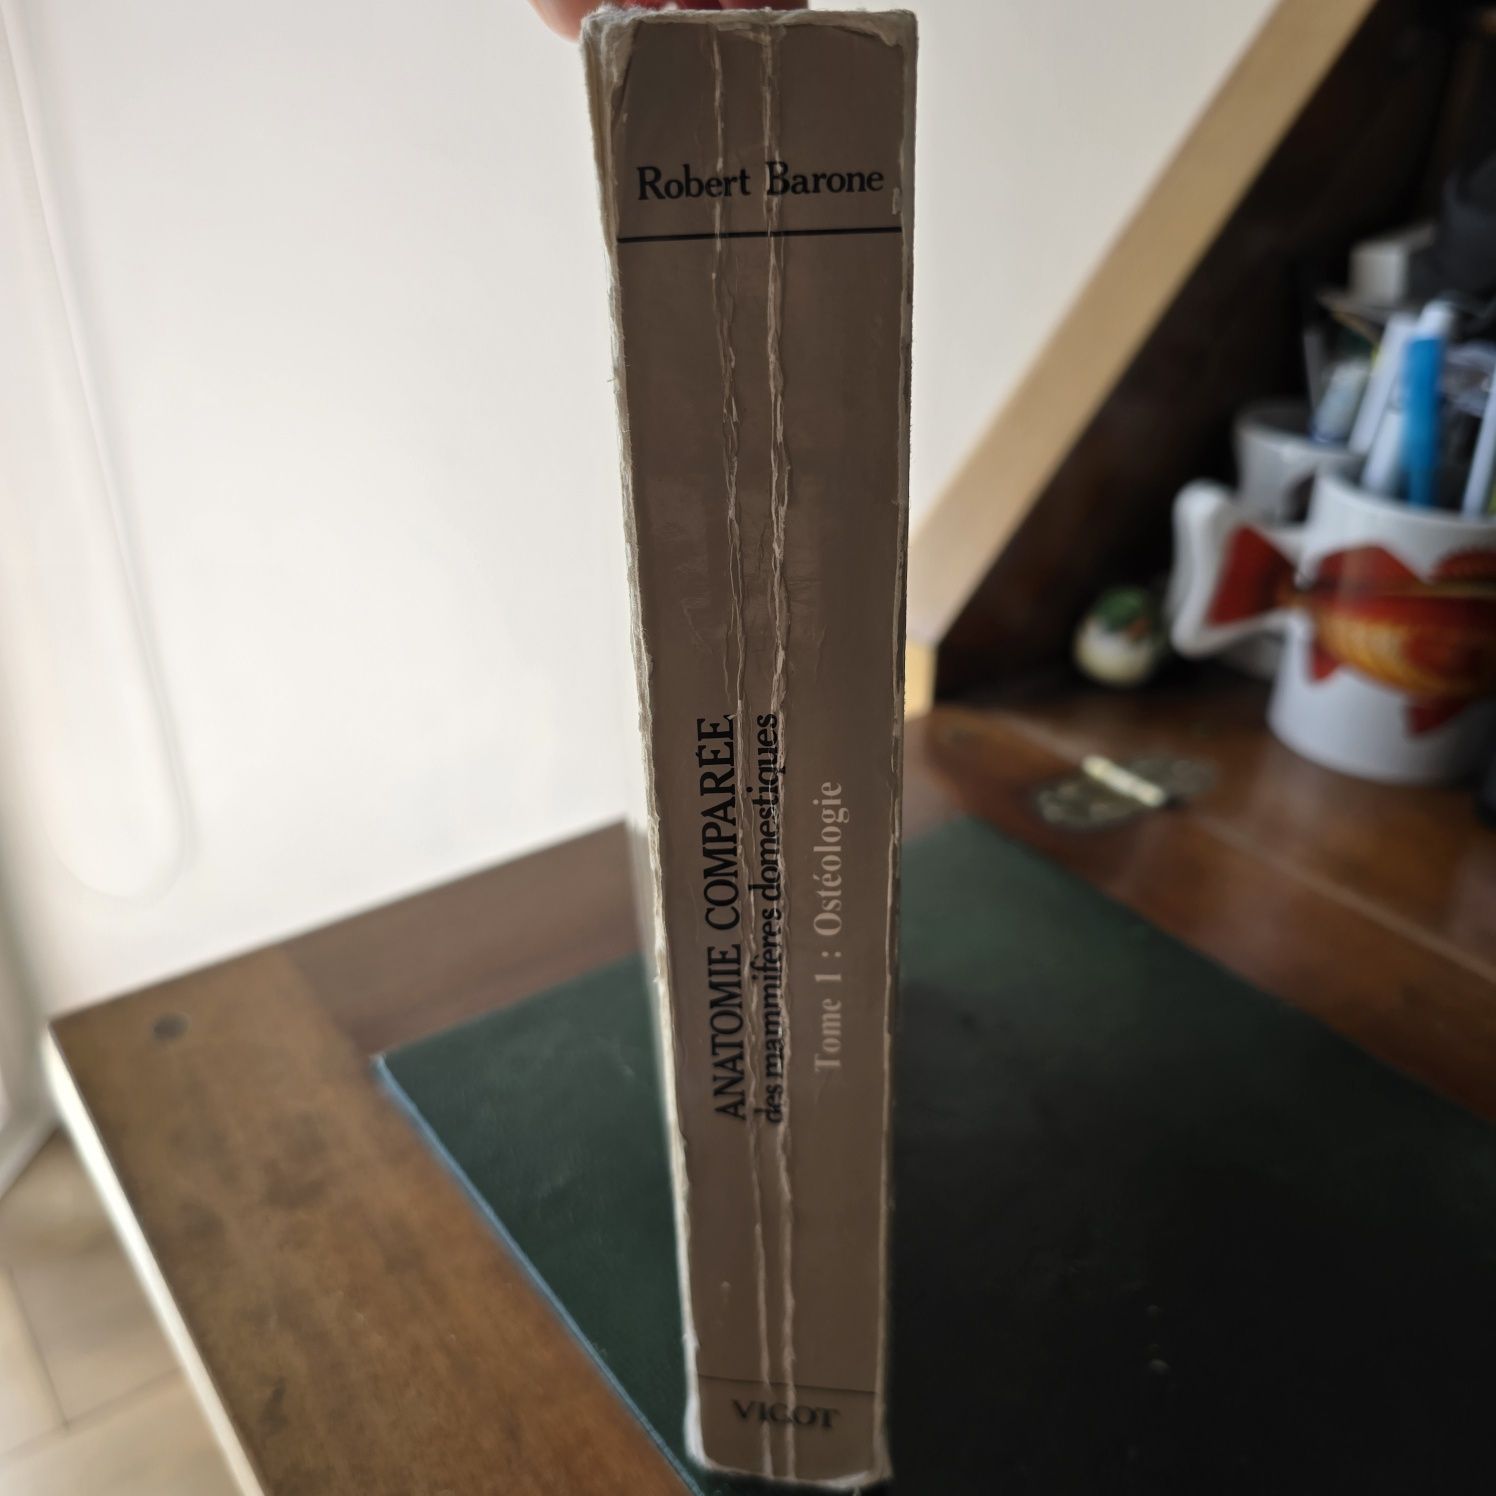 Robert Barone
ANATOMIE COMPARÉE
des mammifères domestiques
Tome 1 : Ostéologie
VIGOT